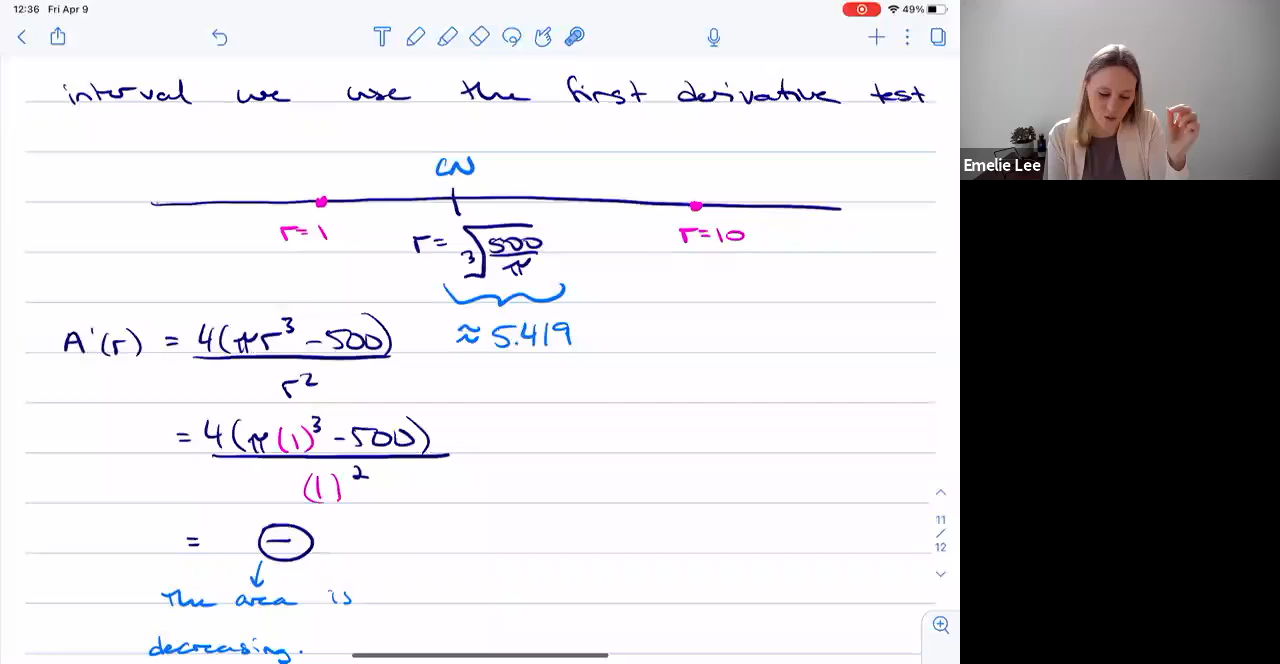 12:36 Fri Apr 9
49%
interval we use the first derivative test
CN
r=1
r= ∛(500/π)
r=10
≈ 5.419
A'(r) = 4(πr³ - 500)
r²
= 4(π(1)³ - 500)
(1)²
= -
The area is
decreasing.
Emelie Lee
11
/
12